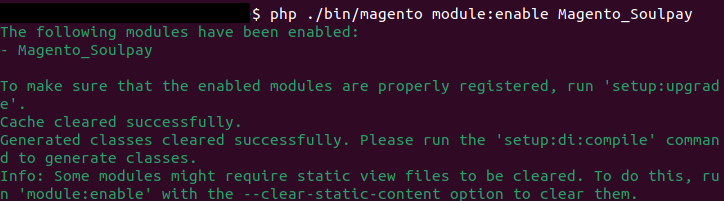 $ php ./bin/magento module:enable Magento_Soulpay
The following modules have been enabled:
- Magento_Soulpay
To make sure that the enabled modules are properly registered, run 'setup:upgrad
e'.
Cache cleared successfully.
Generated classes cleared successfully. Please run the 'setup:di:compile' comman
d to generate classes.
Info: Some modules might require static view files to be cleared. To do this, ru
n 'module:enable' with the --clear-static-content option to clear them.